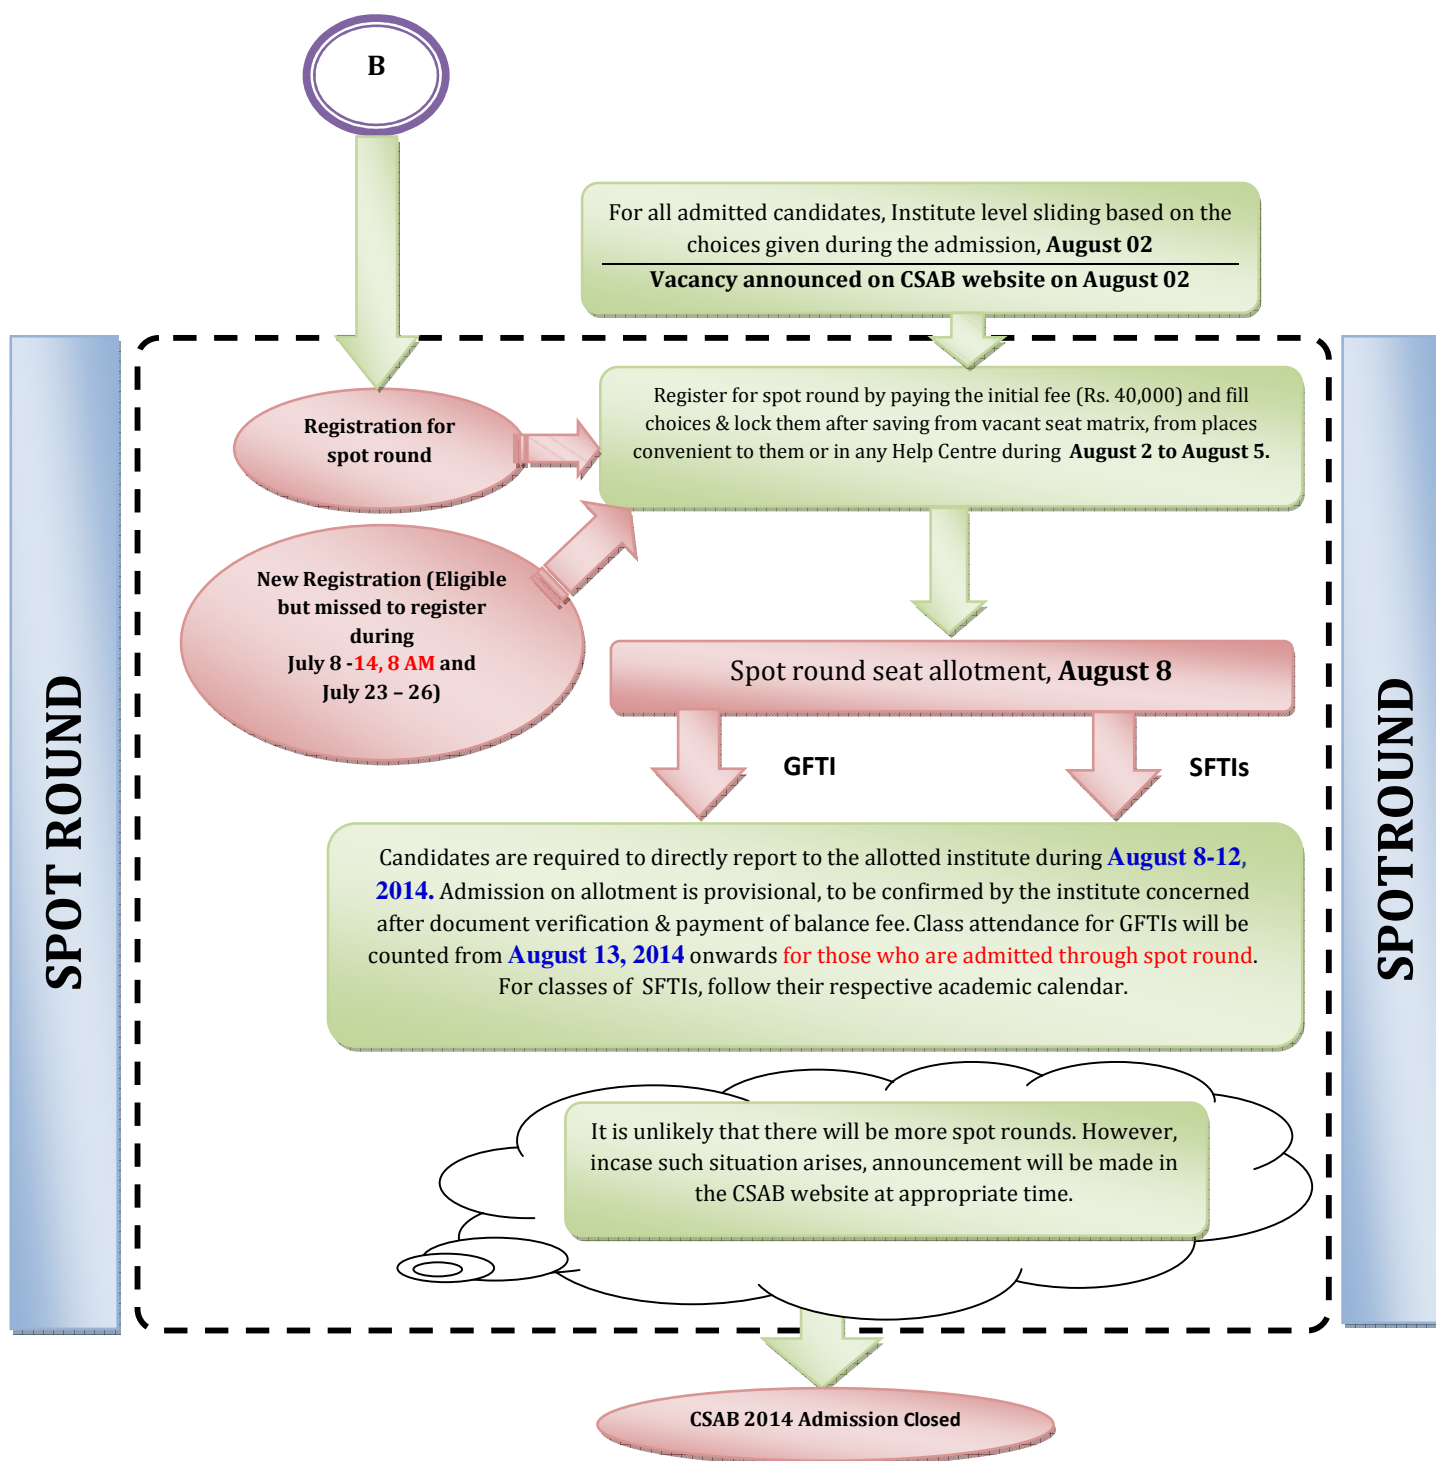 B
For all admitted candidates, Institute level sliding based on the
choices given during the admission, August 02
Vacancy announced on CSAB website on August 02
SPOT ROUND
SPOTROUND
Registration for
spot round
Register for spot round by paying the initial fee (Rs. 40,000) and fill
choices & lock them after saving from vacant seat matrix, from places
convenient to them or in any Help Centre during August 2 to August 5.
New Registration (Eligible
but missed to register
during
July 8 -14, 8 AM and
July 23 – 26)
Spot round seat allotment, August 8
GFTI
SFTIs
Candidates are required to directly report to the allotted institute during August 8-12,
2014. Admission on allotment is provisional, to be confirmed by the institute concerned
after document verification & payment of balance fee. Class attendance for GFTIs will be
counted from August 13, 2014 onwards for those who are admitted through spot round.
For classes of SFTIs, follow their respective academic calendar.
It is unlikely that there will be more spot rounds. However,
incase such situation arises, announcement will be made in
the CSAB website at appropriate time.
CSAB 2014 Admission Closed